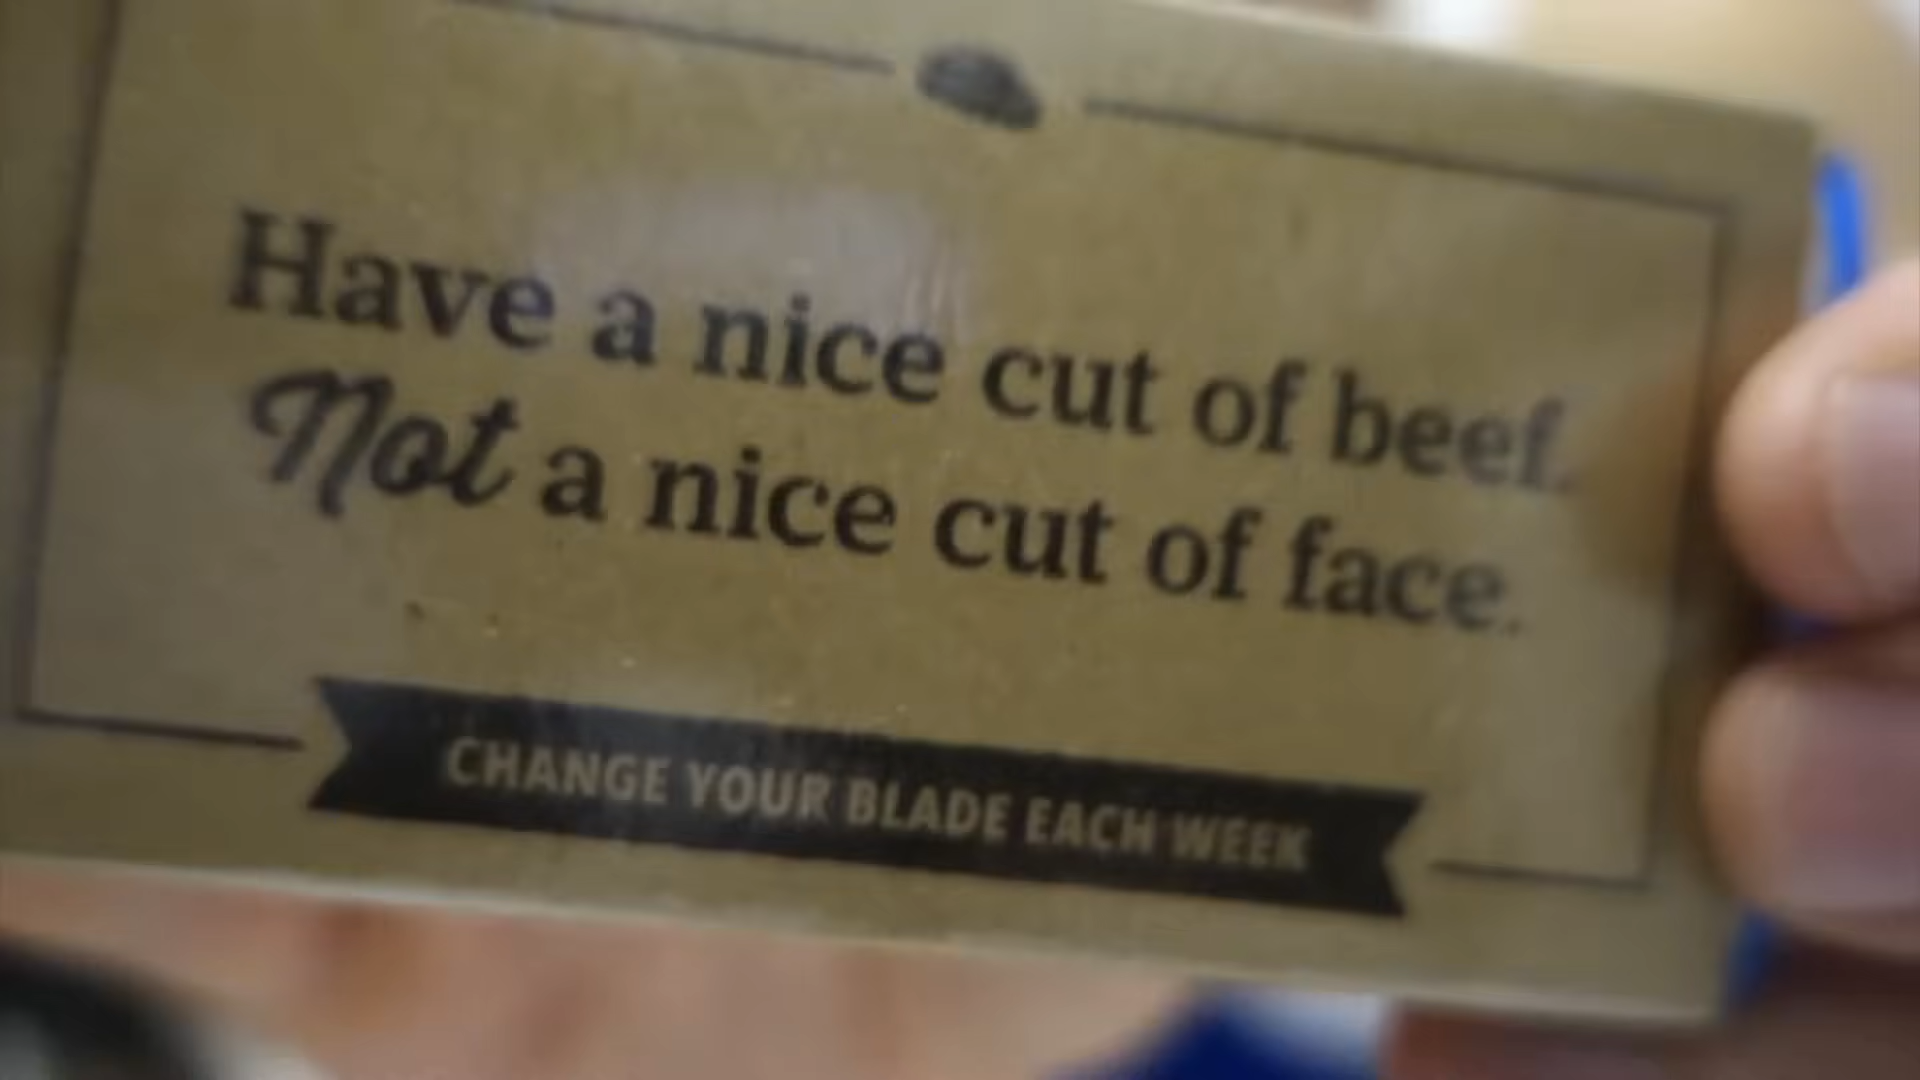 Have a nice cut of beef.
Not a nice cut of face.
CHANGE YOUR BLADE EACH WEEK